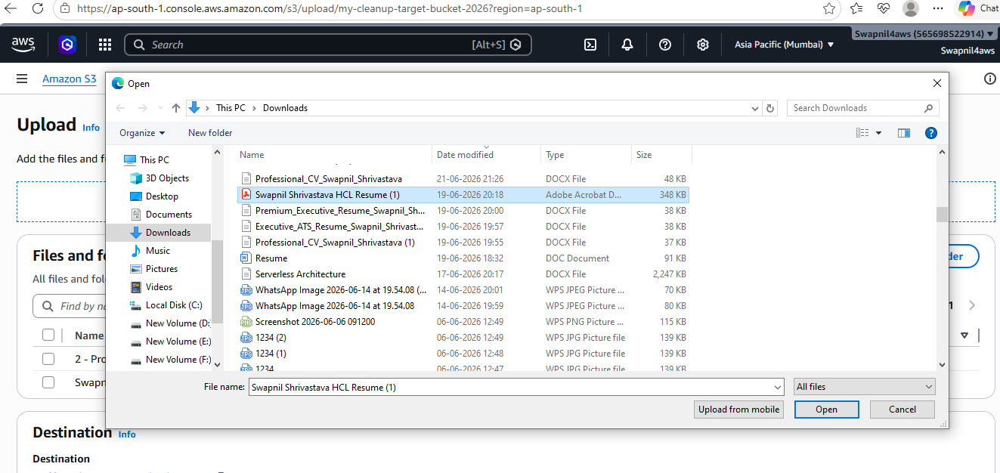 https://ap-south-1.console.aws.amazon.com/s3/upload/my-cleanup-target-bucket-2026?region=ap-south-1
Chat
aws
Search [Alt+S]
Asia Pacific (Mumbai)
Swapnil4aws (565698522914)
Swapnil4aws
Amazon S3
Upload Info
Add the files and f
Files and fo
All files and fol
Find by na
Name
2 - Pro
Swapn
der
1
Destination Info
Destination
Open
This PC > Downloads
Search Downloads
Organize
New folder
This PC
3D Objects
Desktop
Documents
Downloads
Music
Pictures
Videos
Local Disk (C:)
New Volume (D:
New Volume (E:)
New Volume (F:)
Name Date modified Type Size
Professional_CV_Swapnil_Shrivastava 21-06-2026 21:26 DOCX File 48 KB
Swapnil Shrivastava HCL Resume (1) 19-06-2026 20:18 Adobe Acrobat D... 348 KB
Premium_Executive_Resume_Swapnil_Sh... 19-06-2026 20:00 DOCX File 38 KB
Executive_ATS_Resume_Swapnil_Shrivast... 19-06-2026 19:57 DOCX File 38 KB
Professional_CV_Swapnil_Shrivastava (1) 19-06-2026 19:55 DOCX File 37 KB
Resume 19-06-2026 18:32 DOC Document 91 KB
Serverless Architecture 17-06-2026 20:17 DOCX File 2,247 KB
WhatsApp Image 2026-06-14 at 19.54.08 (... 14-06-2026 20:01 WPS JPEG Picture ... 70 KB
WhatsApp Image 2026-06-14 at 19.54.08 14-06-2026 19:59 WPS JPEG Picture ... 80 KB
Screenshot 2026-06-06 091200 06-06-2026 12:49 WPS PNG Picture ... 115 KB
1234 (2) 06-06-2026 12:49 WPS JPG Picture file 139 KB
1234 (1) 06-06-2026 12:48 WPS JPG Picture file 139 KB
1234 06-06-2026 12:47 WPS JPG Picture file 139 KB
File name: Swapnil Shrivastava HCL Resume (1)
All files
Upload from mobile
Open
Cancel